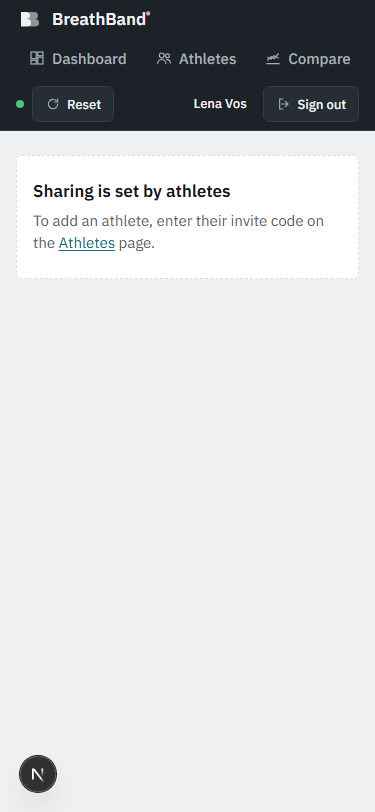 BreathBand®
Dashboard
Athletes
Compare
Reset
Lena Vos
Sign out
Sharing is set by athletes
To add an athlete, enter their invite code on
the Athletes page.
N